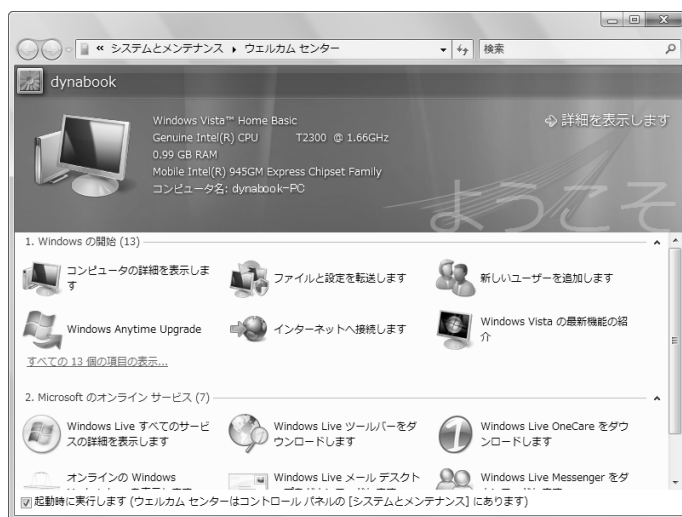 « システムとメンテナンス ▸ ウエルカム センター
検索
dynabook
Windows Vista™ Home Basic
Genuine Intel(R) CPU T2300 @ 1.66GHz
0.99 GB RAM
Mobile Intel(R) 945GM Express Chipset Family
コンピュータ名: dynabook-PC
詳細を表示します
ようこそ
1. Windows の開始 (13)
コンピュータの詳細を表示しま
す
ファイルと設定を転送します
新しいユーザーを追加します
Windows Anytime Upgrade
インターネットへ接続します
Windows Vista の最新機能の紹
介
すべての 13 個の項目の表示...
2. Microsoft のオンライン サービス (7)
Windows Live すべてのサービ
スの詳細を表示します
Windows Live ツールバーをダ
ウンロードします
Windows Live OneCare をダウ
ンロードします
オンラインの Windows
Windows Live メール デスクト
Windows Live Messenger をダ
起動時に実行します (ウェルカム センターはコントロール パネルの [システムとメンテナンス] にあります)